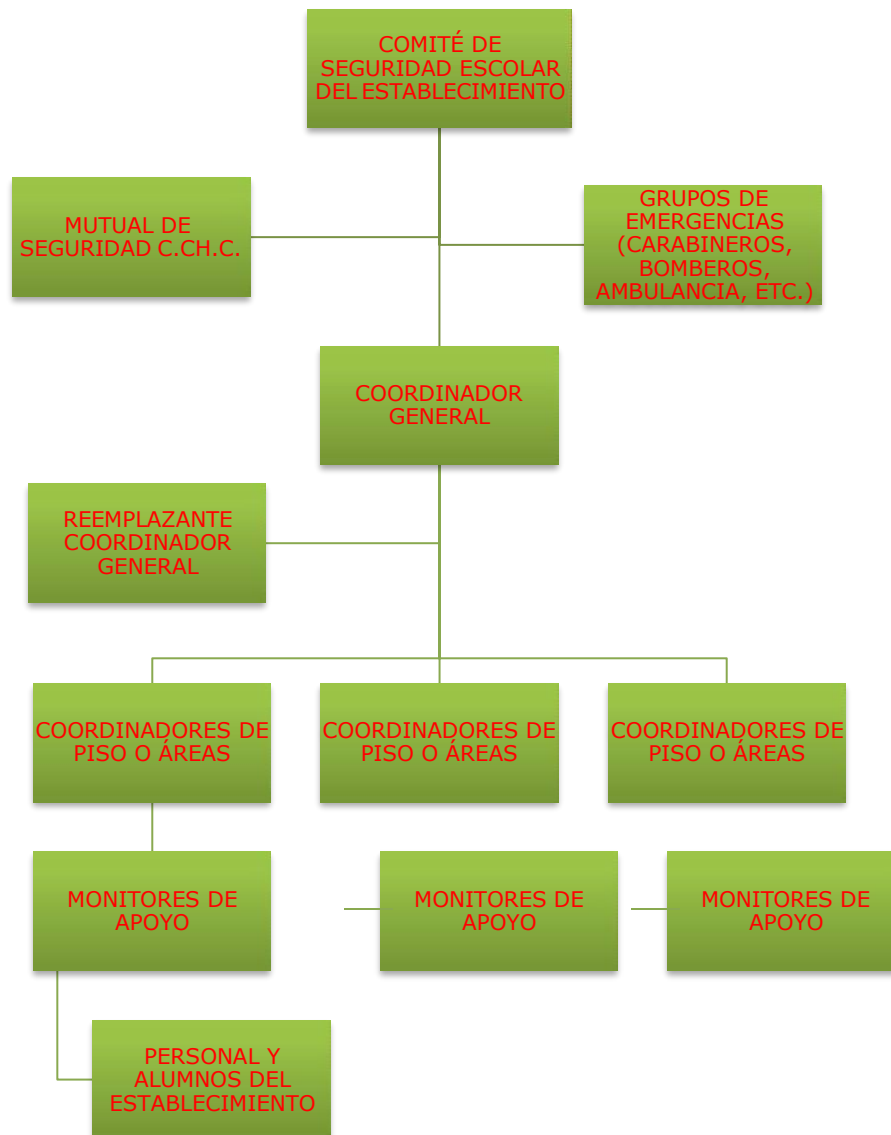 COMITÉ DE
SEGURIDAD ESCOLAR
DEL ESTABLECIMIENTO
MUTUAL DE
SEGURIDAD C.CH.C.
GRUPOS DE
EMERGENCIAS
(CARABINEROS,
BOMBEROS,
AMBULANCIA, ETC.)
COORDINADOR
GENERAL
REEMPLAZANTE
COORDINADOR
GENERAL
COORDINADORES DE
PISO O ÁREAS
COORDINADORES DE
PISO O ÁREAS
COORDINADORES DE
PISO O ÁREAS
MONITORES DE
APOYO
MONITORES DE
APOYO
MONITORES DE
APOYO
PERSONAL Y
ALUMNOS DEL
ESTABLECIMIENTO